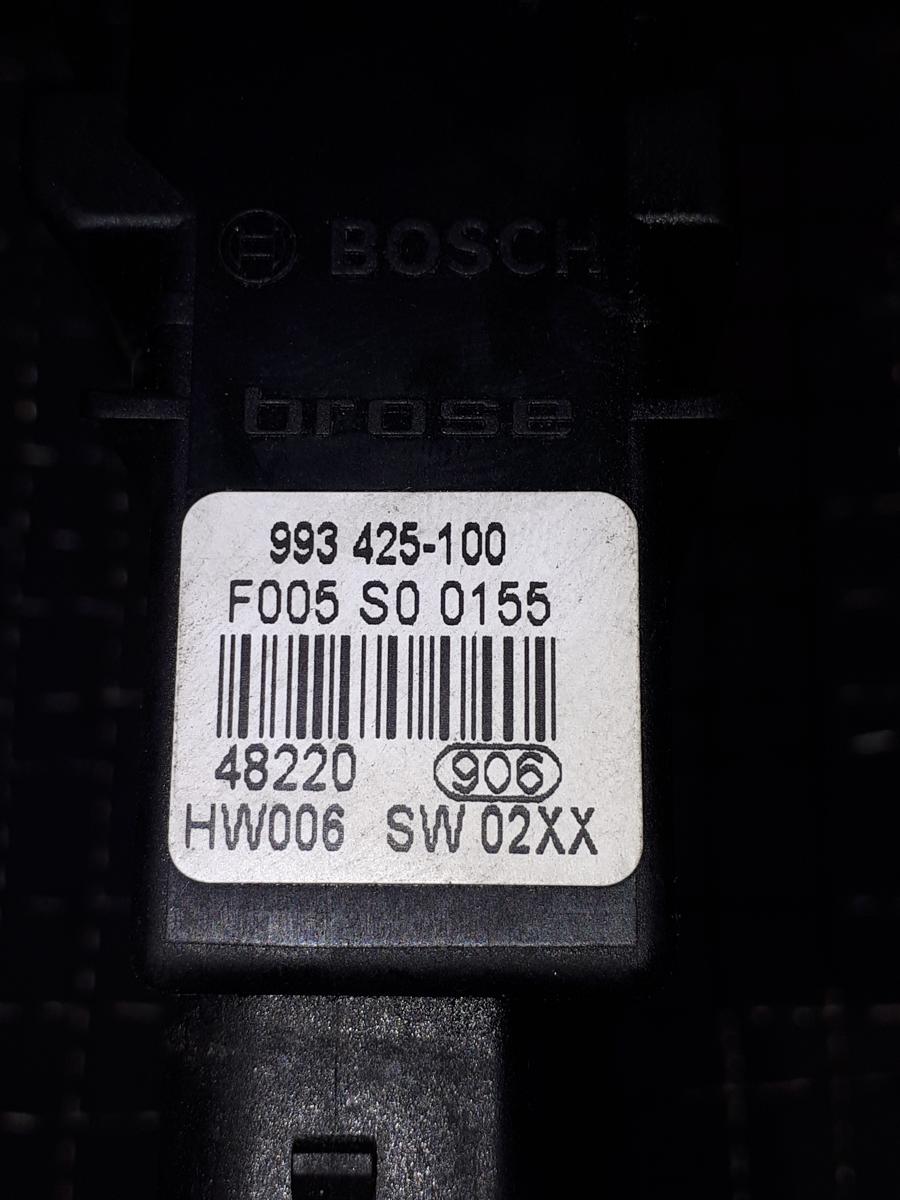 BOSCH
brose
993 425-100
F005 S0 0155
48220 906
HW006 SW 02XX